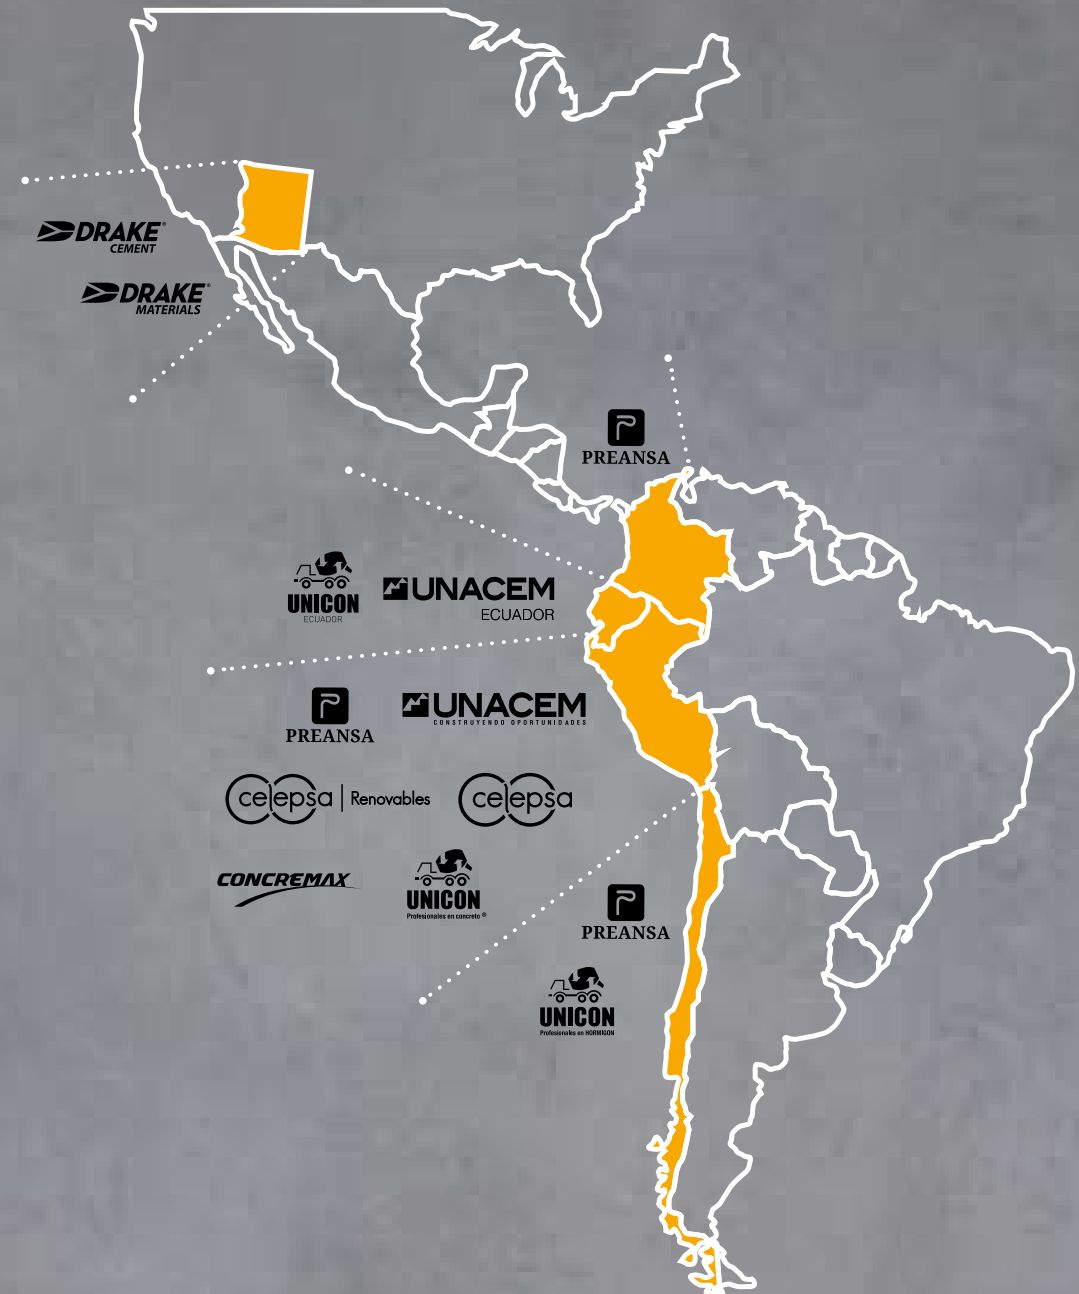 DRAKE®
CEMENT
DRAKE®
MATERIALS
PREANSA
UNICON
ECUADOR
UNACEM
ECUADOR
PREANSA
UNACEM
CONSTRUYENDO OPORTUNIDADES
celepsa | Renovables
celepsa
CONCREMAX
UNICON
Profesionales en concreto ®
PREANSA
UNICON
Profesionales en HORMIGON